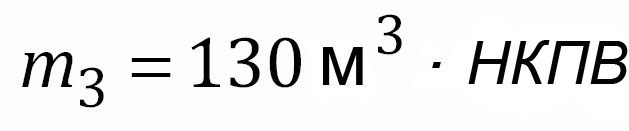 m₃ = 130 м³ · НКПВ